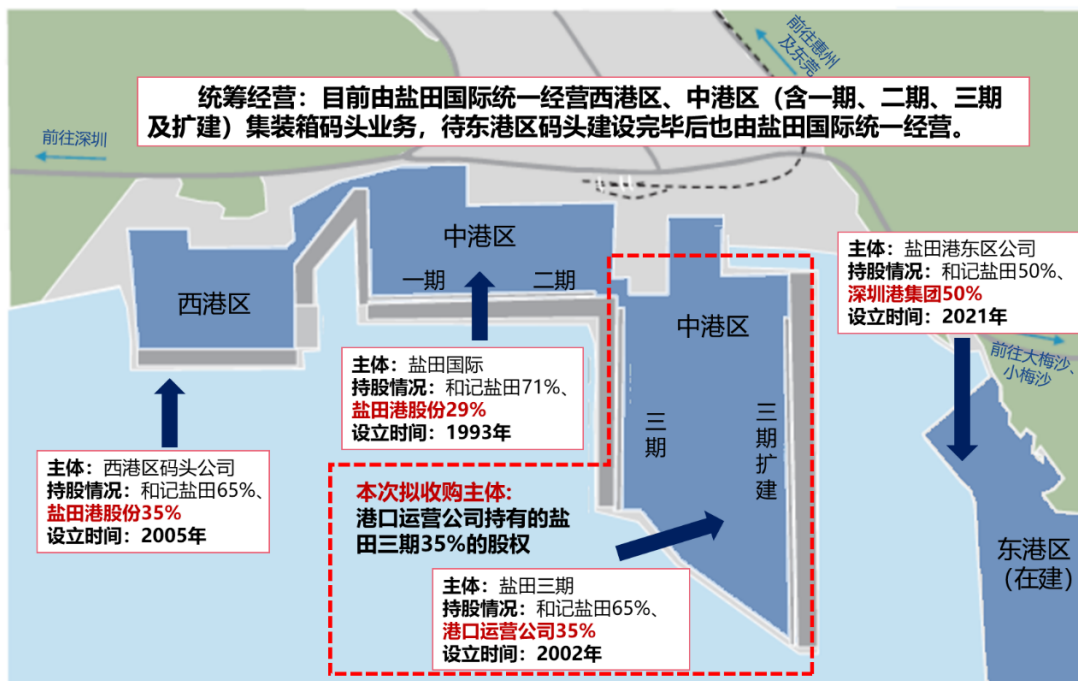 前往惠州
及东莞
统筹经营：目前由盐田国际统一经营西港区、中港区（含一期、二期、三期
及扩建）集装箱码头业务，待东港区码头建设完毕后也由盐田国际统一经营。
前往深圳
中港区
一期
二期
西港区
中港区
三期
三期扩建
主体：盐田港东区公司
持股情况：和记盐田50%、
深圳港集团50%
设立时间：2021年
前往大梅沙、
小梅沙
主体：盐田国际
持股情况：和记盐田71%、
盐田港股份29%
设立时间：1993年
主体：西港区码头公司
持股情况：和记盐田65%、
盐田港股份35%
设立时间：2005年
本次拟收购主体:
港口运营公司持有的盐
田三期35%的股权
主体：盐田三期
持股情况：和记盐田65%、
港口运营公司35%
设立时间：2002年
东港区
（在建）